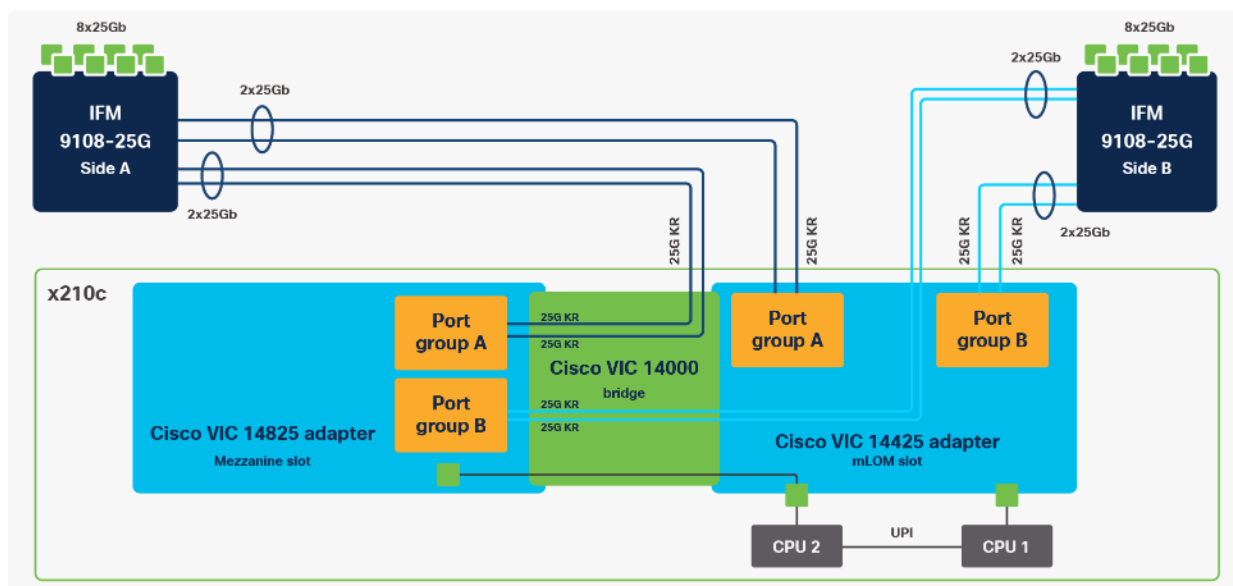 8x25Gb
8x25Gb
2x25Gb
2x25Gb
IFM
9108-25G
Side A
IFM
9108-25G
Side B
2x25Gb
2x25Gb
25G KR
25G KR
25G KR
25G KR
x210c
Port
group A
25G KR
25G KR
Port
group A
Port
group B
Cisco VIC 14000
bridge
Port
group B
25G KR
25G KR
Cisco VIC 14825 adapter
Mezzanine slot
Cisco VIC 14425 adapter
mLOM slot
CPU 2
UPI
CPU 1